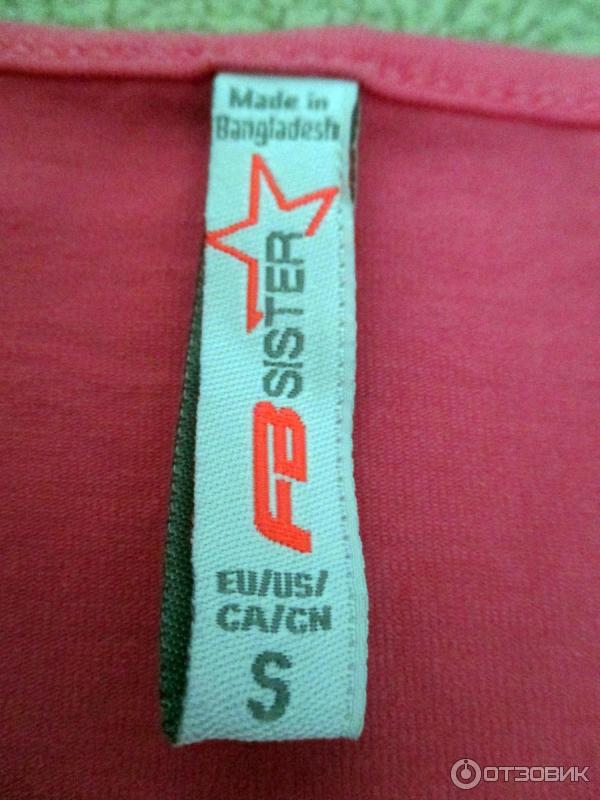 Made in
Bangladesh
FB SISTER
EU/US/
CA/CN
S
ОТЗОВИК